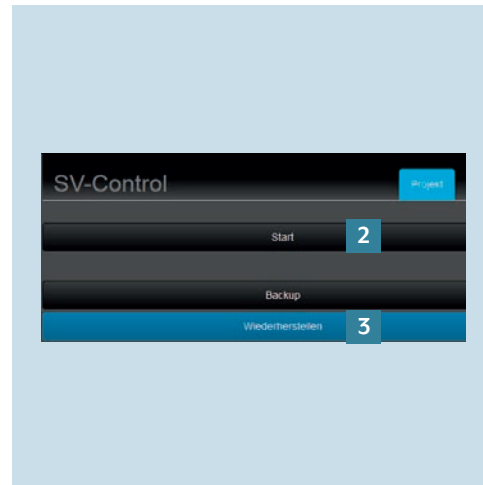 SV-Control
Projekt
Start 2
Backup
Wiederherstellen 3